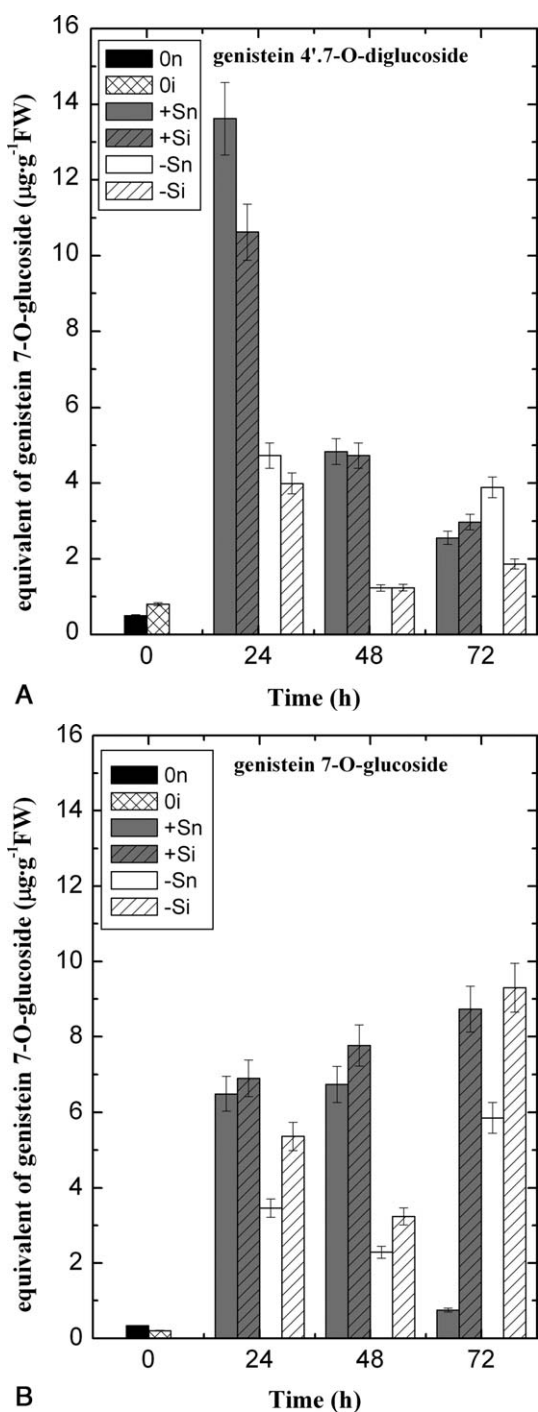 genistein 4'.7-O-diglucoside
0n
0i
+Sn
+Si
-Sn
-Si
equivalent of genistein 7-O-glucoside (μg·g⁻¹FW)
16
14
12
10
8
6
4
2
0
0 24 48 72
Time (h)
A
genistein 7-O-glucoside
0n
0i
+Sn
+Si
-Sn
-Si
equivalent of genistein 7-O-glucoside (μg·g⁻¹FW)
16
14
12
10
8
6
4
2
0
0 24 48 72
Time (h)
B